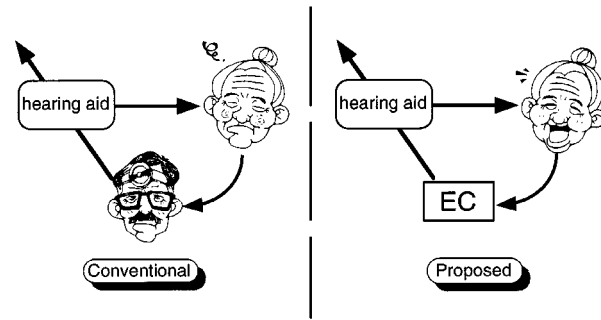 hearing aid
Conventional
hearing aid
EC
Proposed